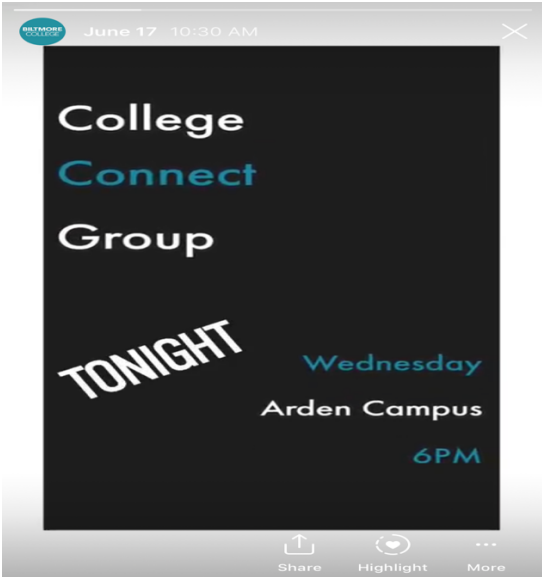 BILTMORE
COLLEGE
June 17 10:30 AM
College
Connect
Group
TONIGHT
Wednesday
Arden Campus
6PM
Share Highlight More